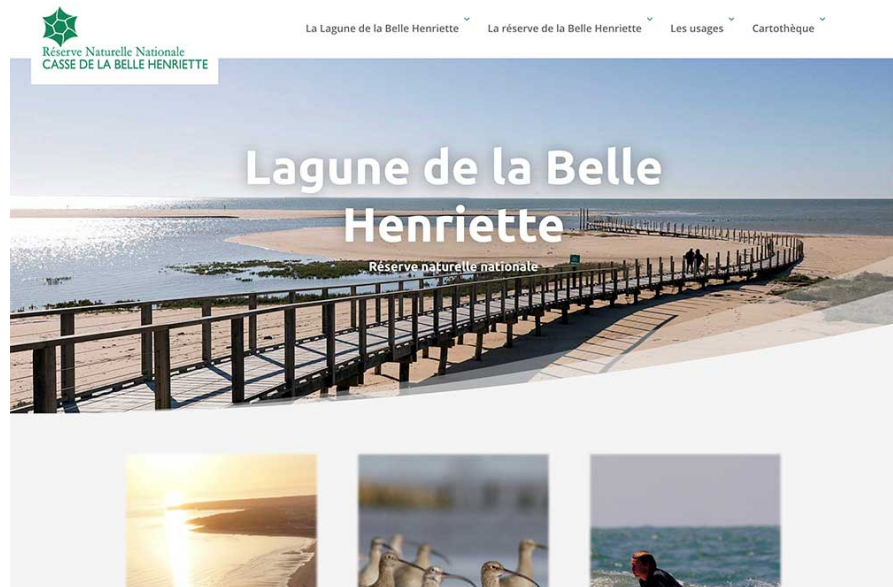 Réserve Naturelle Nationale
CASSE DE LA BELLE HENRIETTE
La Lagune de la Belle Henriette
La réserve de la Belle Henriette
Les usages
Cartothèque
Lagune de la Belle
Henriette
Réserve naturelle nationale